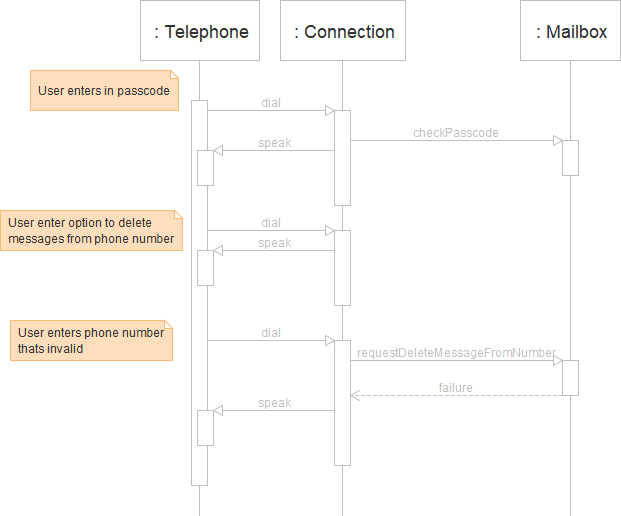 : Telephone
: Connection
: Mailbox
User enters in passcode
dial
checkPasscode
speak
User enter option to delete
messages from phone number
dial
speak
User enters phone number
thats invalid
dial
requestDeleteMessageFromNumber
failure
speak